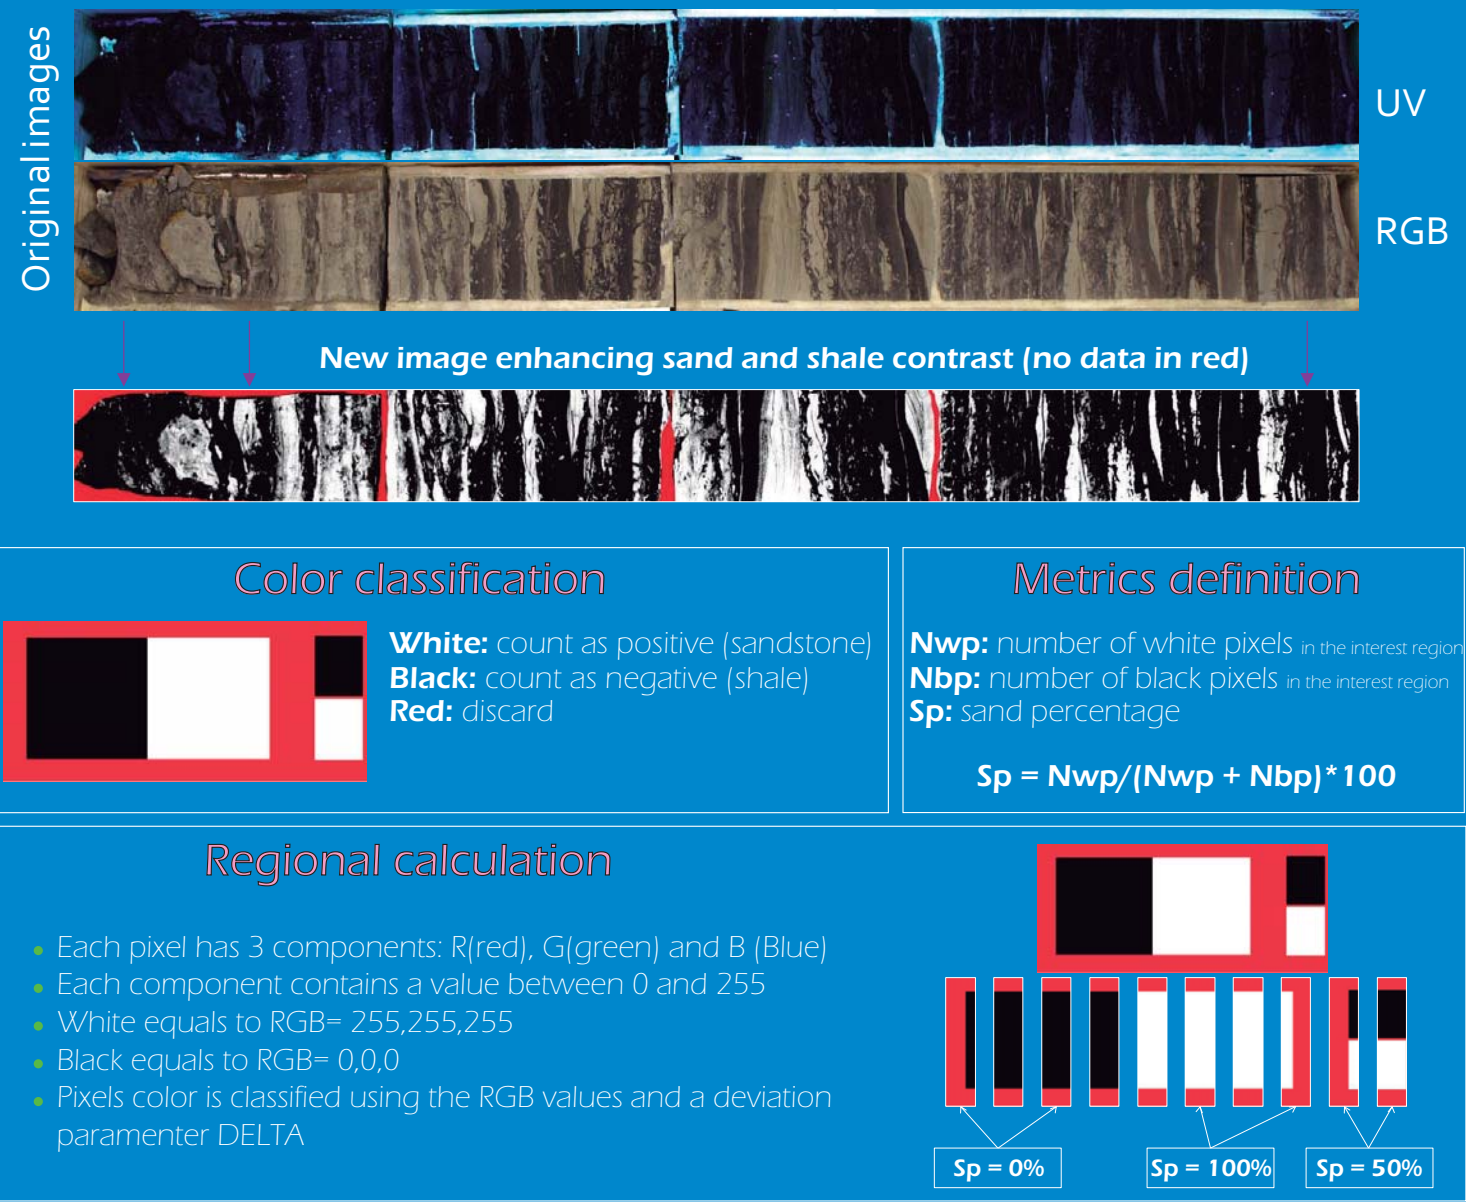 Original images
UV
RGB
New image enhancing sand and shale contrast (no data in red)
Color classification
White: count as positive (sandstone)
Black: count as negative (shale)
Red: discard
Metrics definition
Nwp: number of white pixels in the interest region
Nbp: number of black pixels in the interest region
Sp: sand percentage
Sp = Nwp/(Nwp + Nbp)*100
Regional calculation
• Each pixel has 3 components: R(red), G(green) and B (Blue)
• Each component contains a value between 0 and 255
• White equals to RGB= 255,255,255
• Black equals to RGB= 0,0,0
• Pixels color is classified using the RGB values and a deviation
paramenter DELTA
Sp = 0%
Sp = 100%
Sp = 50%